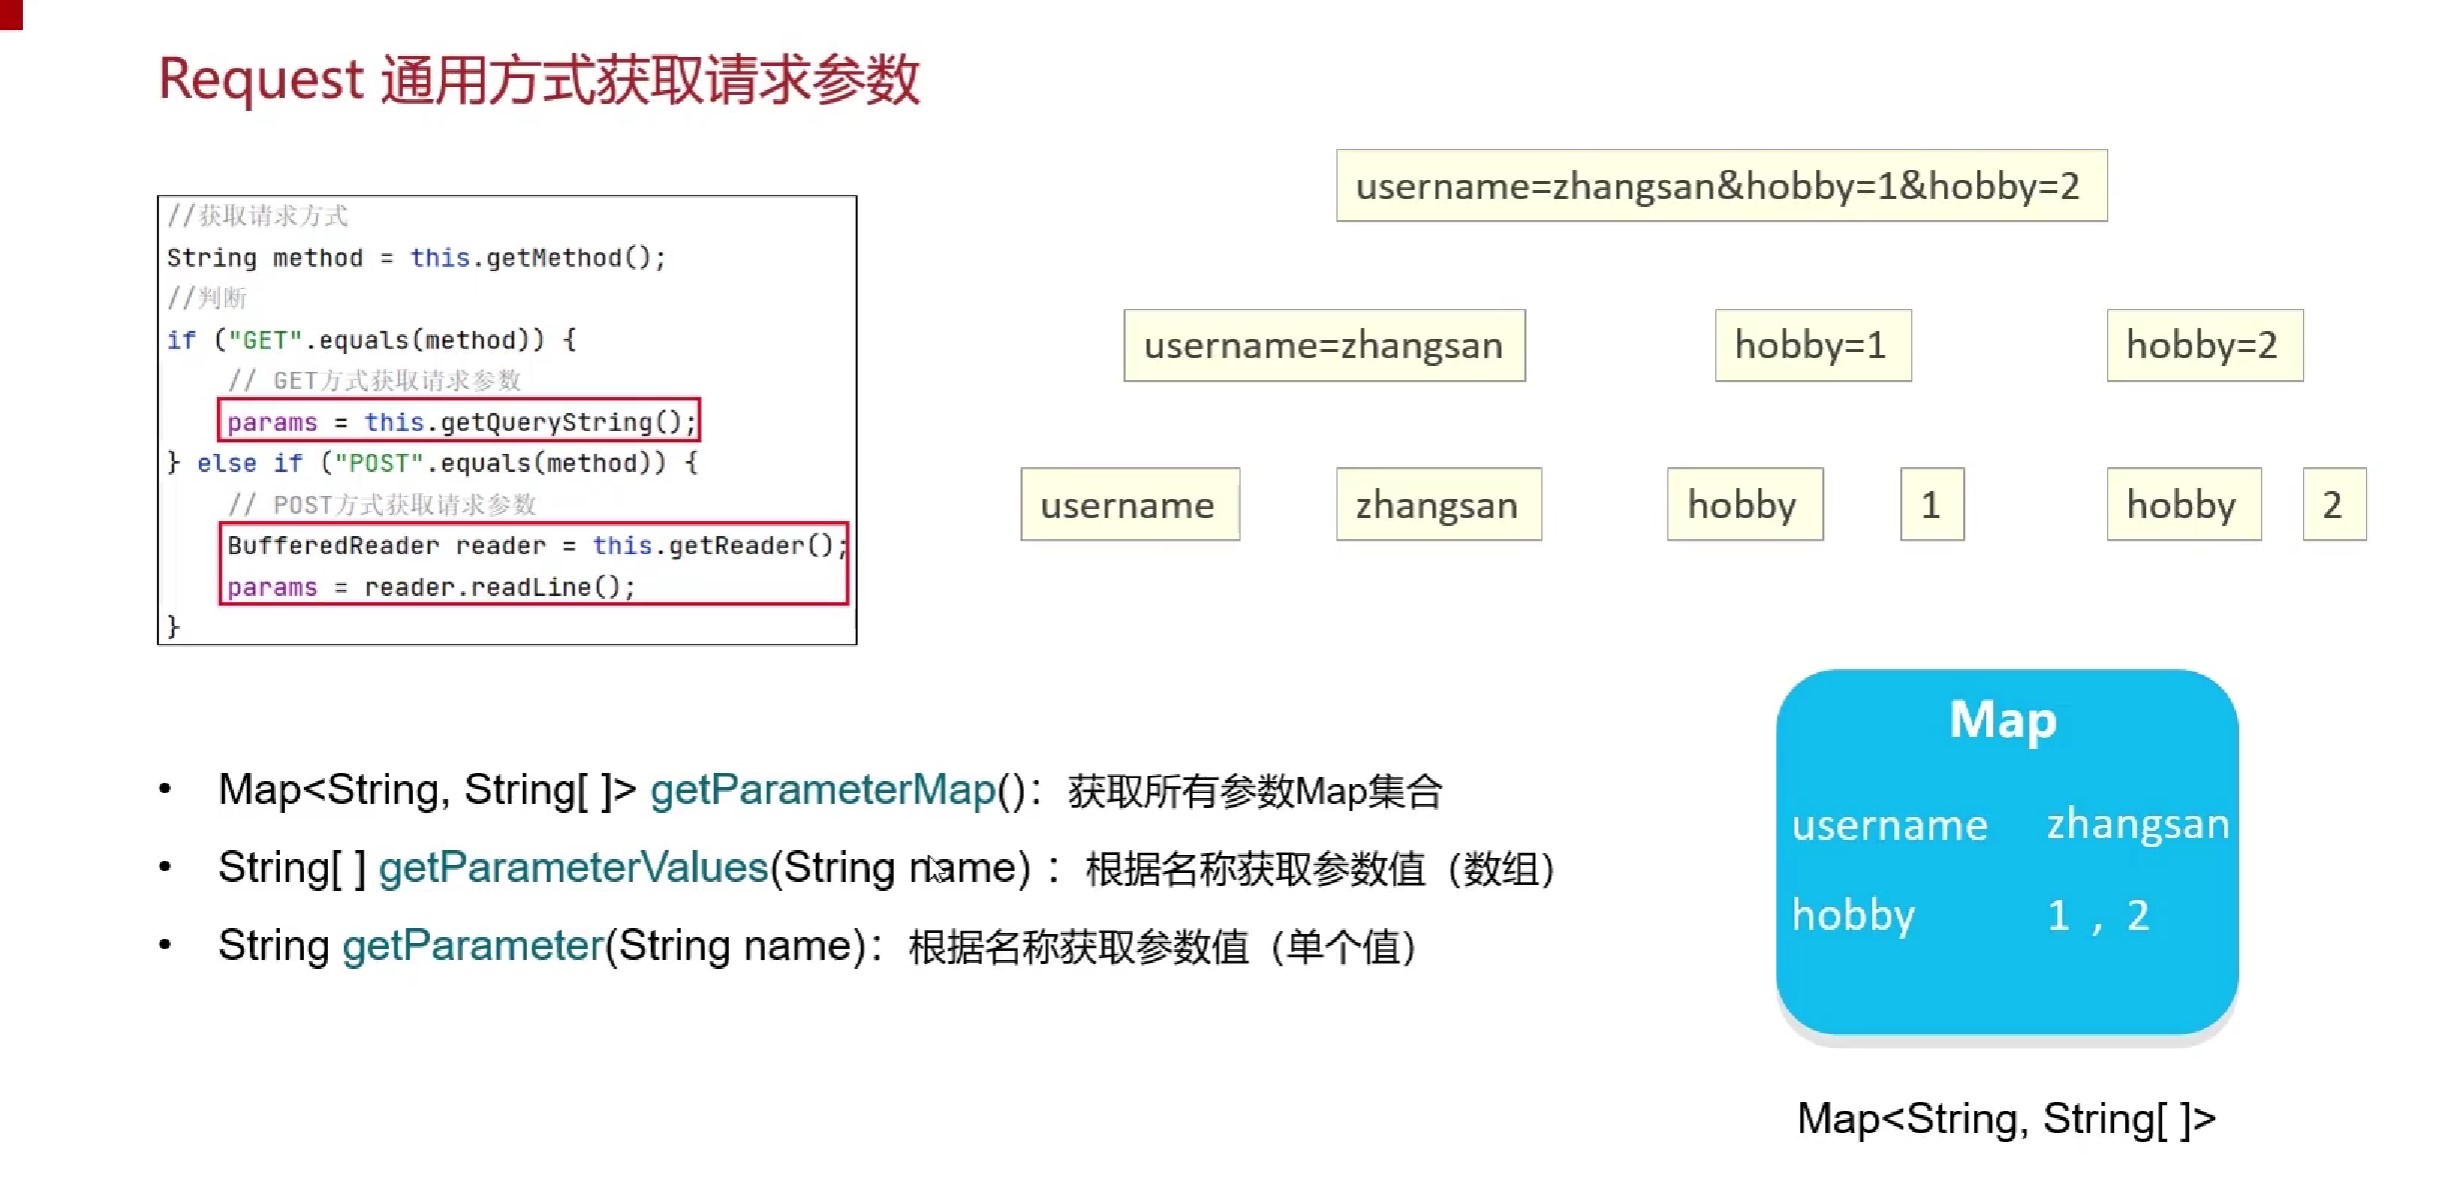 Request 通用方式获取请求参数
//获取请求方式
String method = this.getMethod();
//判断
if ("GET".equals(method)) {
// GET方式获取请求参数
params = this.getQueryString();
} else if ("POST".equals(method)) {
// POST方式获取请求参数
BufferedReader reader = this.getReader();
params = reader.readLine();
}
username=zhangsan&hobby=1&hobby=2
username=zhangsan hobby=1 hobby=2
username zhangsan hobby 1 hobby 2
• Map<String, String[ ]> getParameterMap()：获取所有参数Map集合
• String[ ] getParameterValues(String name) ：根据名称获取参数值（数组）
• String getParameter(String name)：根据名称获取参数值（单个值）
Map
username zhangsan
hobby 1 , 2
Map<String, String[ ]>